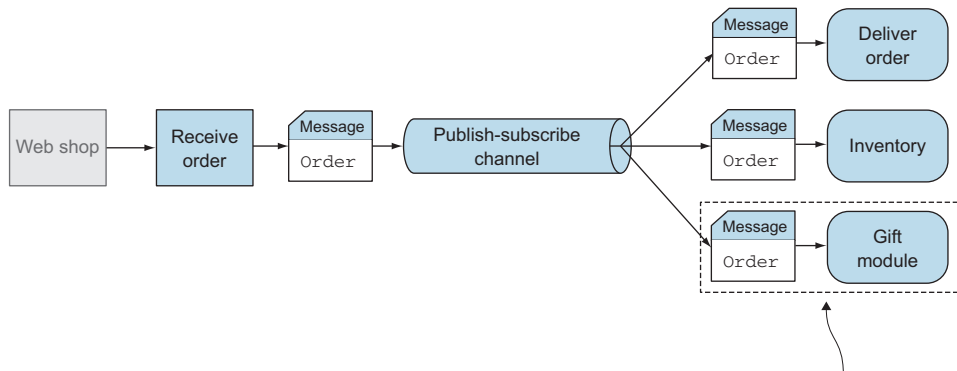 Message
Order
Deliver
order
Web shop
Receive
order
Message
Order
Publish-subscribe
channel
Message
Order
Inventory
Message
Order
Gift
module